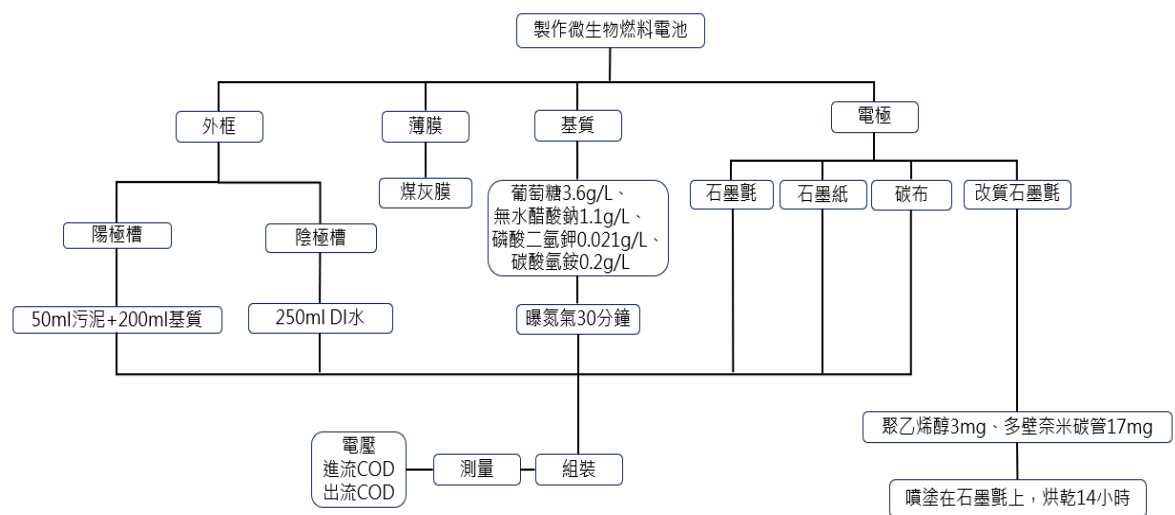 製作微生物燃料電池
外框
薄膜
基質
電極
煤灰膜
葡萄糖3.6g/L、
無水醋酸鈉1.1g/L、
磷酸二氫鉀0.021g/L、
碳酸氫銨0.2g/L
石墨氈
石墨紙
碳布
改質石墨氈
陽極槽
陰極槽
50ml污泥+200ml基質
250ml DI水
曝氮氣30分鐘
聚乙烯醇3mg、多壁奈米碳管17mg
電壓
進流COD
出流COD
測量
組裝
噴塗在石墨氈上，烘乾14小時